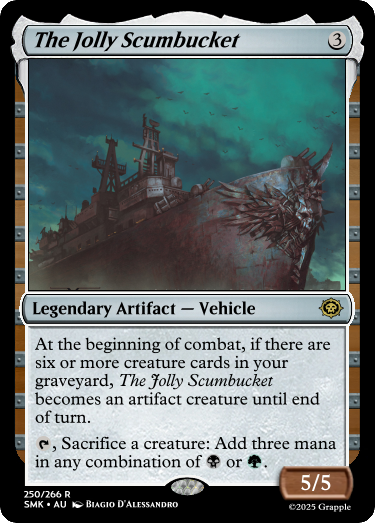 The Jolly Scumbucket 3
Legendary Artifact — Vehicle
At the beginning of combat, if there are
six or more creature cards in your
graveyard, The Jolly Scumbucket
becomes an artifact creature until end
of turn.
, Sacrifice a creature: Add three mana
in any combination of or .
5/5
250/266 R
SMK • AU Biagio D'Alessandro
©2025 Grapple